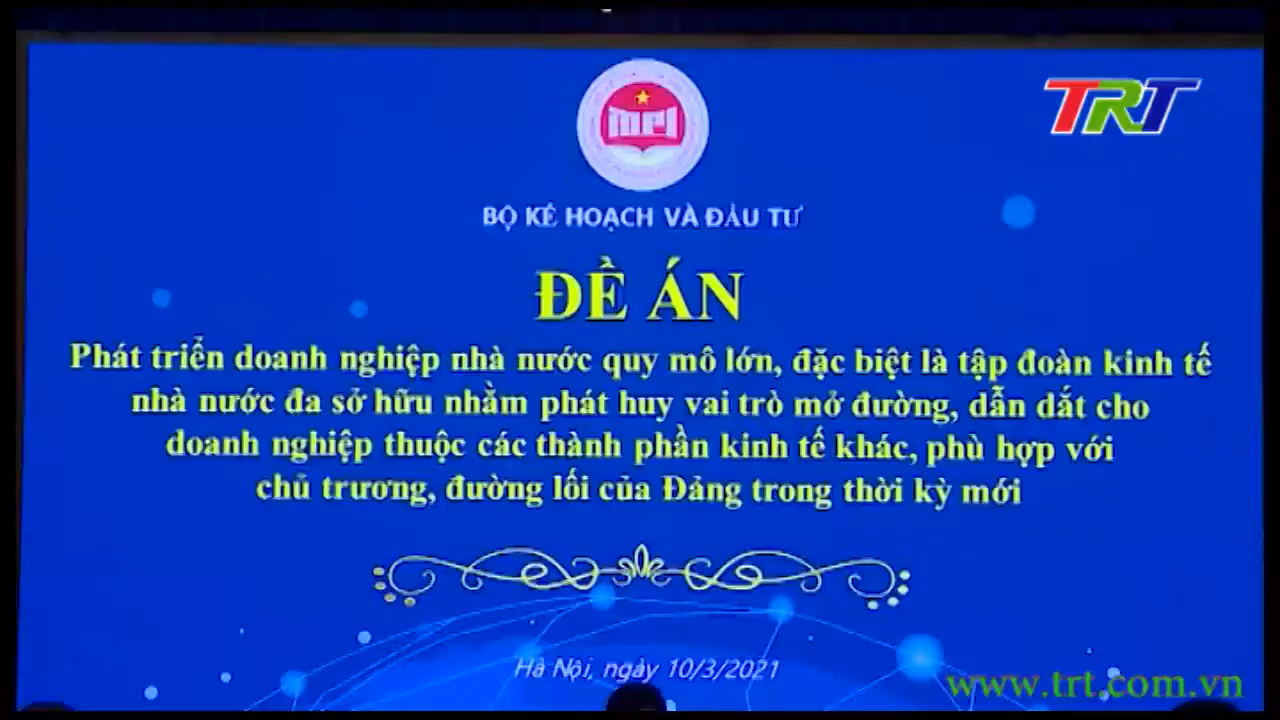 TRT
MPI
BỘ KẾ HOẠCH VÀ ĐẦU TƯ
ĐỀ ÁN
Phát triển doanh nghiệp nhà nước quy mô lớn, đặc biệt là tập đoàn kinh tế
nhà nước đa sở hữu nhằm phát huy vai trò mở đường, dẫn dắt cho
doanh nghiệp thuộc các thành phần kinh tế khác, phù hợp với
chủ trương, đường lối của Đảng trong thời kỳ mới
Hà Nội, ngày 10/3/2021
www.trt.com.vn